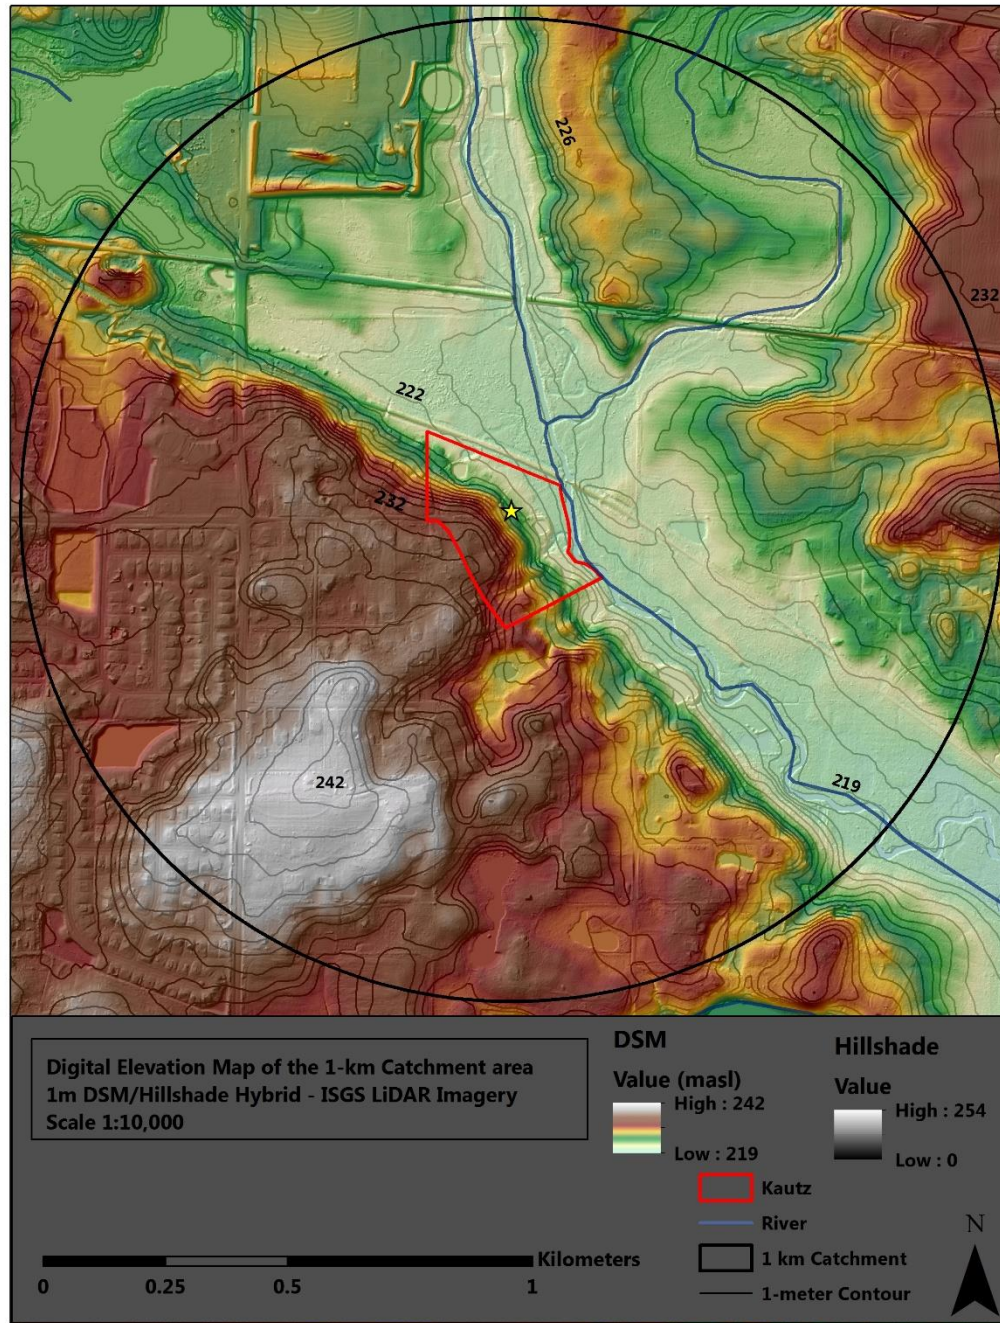 226
232
222
232
242
219
Digital Elevation Map of the 1-km Catchment area
1m DSM/Hillshade Hybrid - ISGS LiDAR Imagery
Scale 1:10,000
DSM
Value (masl)
High : 242
Low : 219
Hillshade
Value
High : 254
Low : 0
Kautz
River
1 km Catchment
1-meter Contour
N
Kilometers
0 0.25 0.5 1